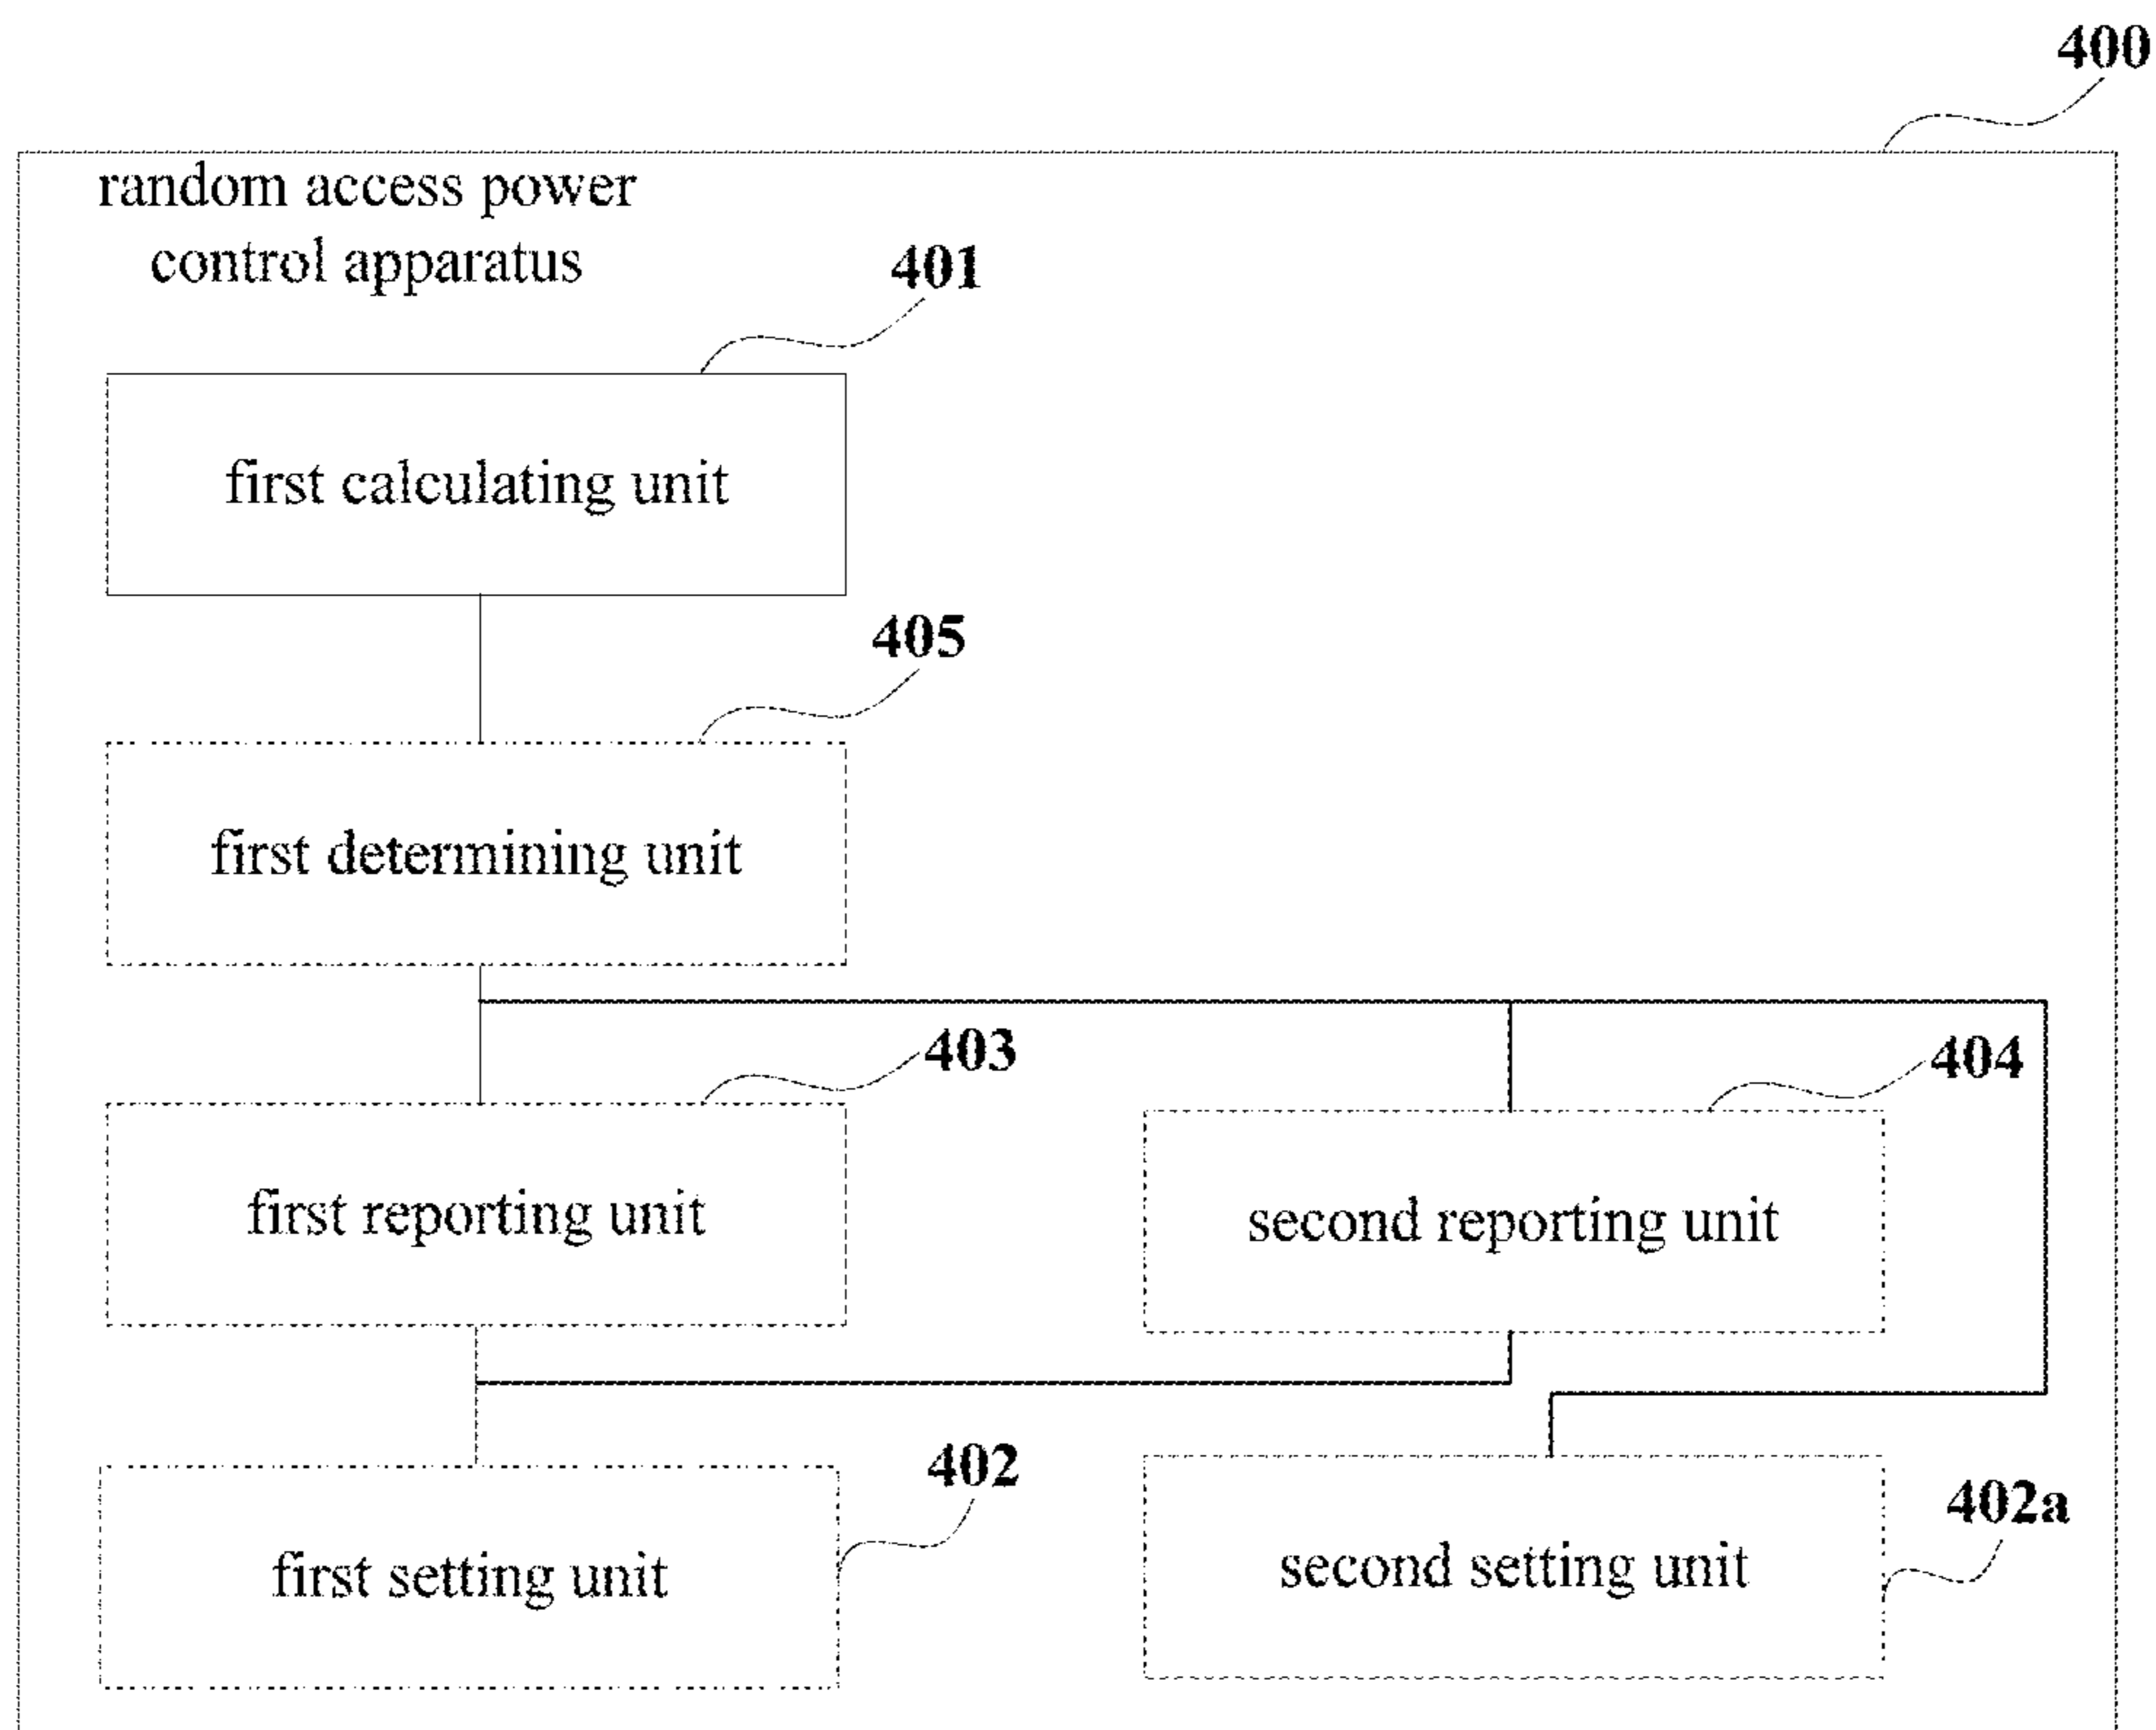 400
random access power
control apparatus
401
first calculating unit
405
first determining unit
403
404
first reporting unit
second reporting unit
402
402a
first setting unit
second setting unit